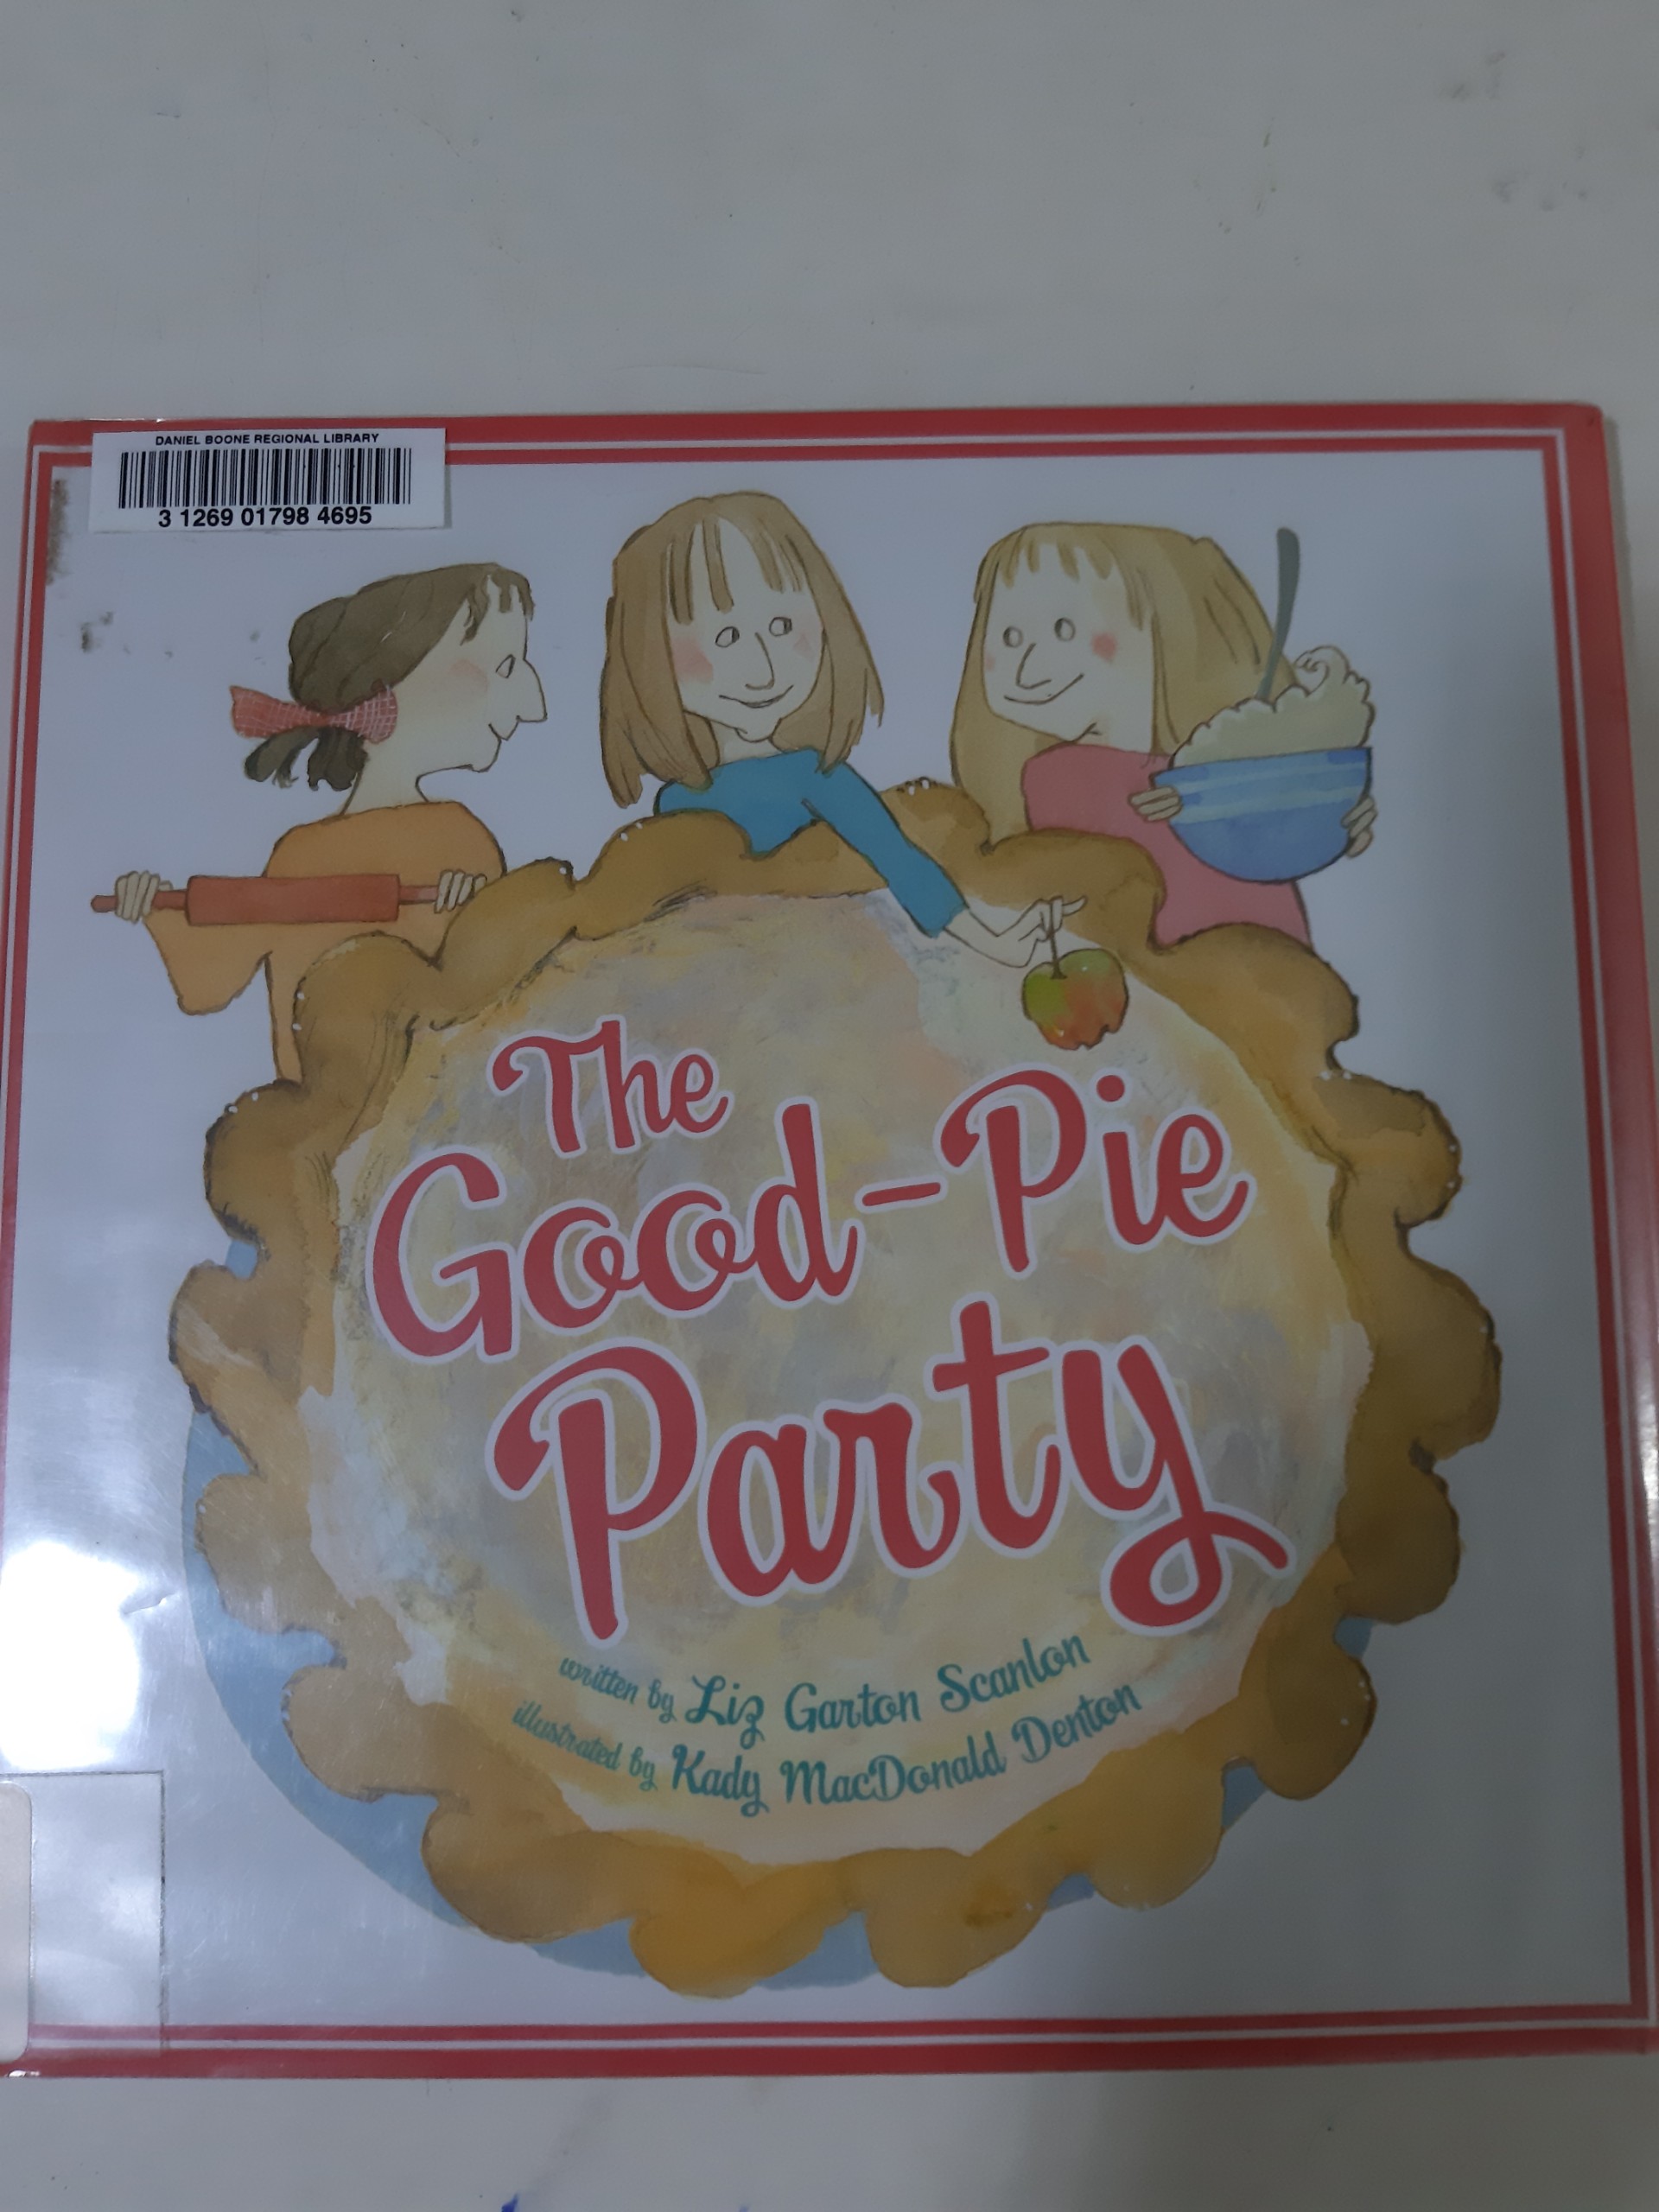 DANIEL BOONE REGIONAL LIBRARY
3 1269 01798 4695
The
Good-Pie
Party
written by Liz Garton Scanlon
illustrated by Kady MacDonald Denton